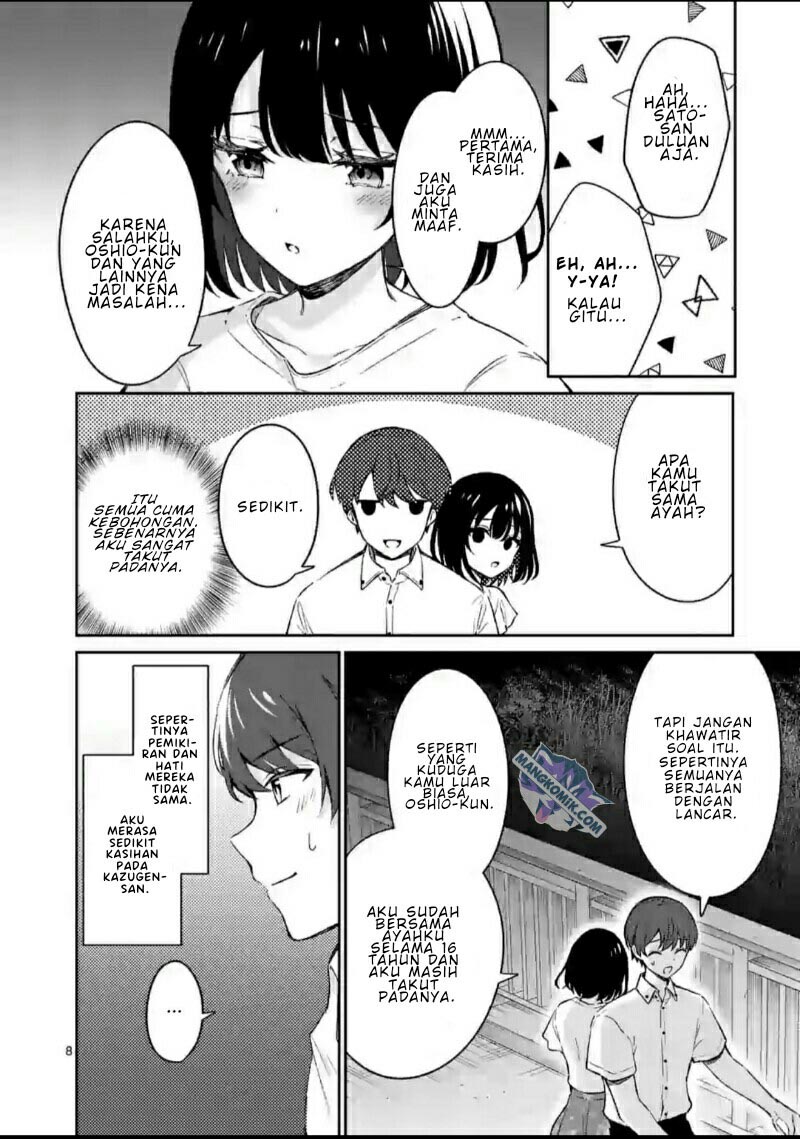 AH,
HAHA...
SATO-
SAN
DULUAN
AJA.
EH, AH...
Y-YA!
KALAU
GITU...
MMM...
PERTAMA,
TERIMA
KASIH.
DAN
JUGA
AKU
MINTA
MAAF.
KARENA
SALAHKU,
OSHIO-KUN
DAN YANG
LAINNYA
JADI KENA
MASALAH...
APA
KAMU
TAKUT
SAMA
AYAH?
SEDIKIT.
ITU
SEMUA CUMA
KEBOHONGAN.
SEBENARNYA
AKU SANGAT
TAKUT
PADANYA.
TAPI JANGAN
KHAWATIR
SOAL ITU.
SEPERTINYA
SEMUANYA
BERJALAN
DENGAN
LANCAR.
SEPERTI
YANG
KUDUGA
KAMU LUAR
BIASA,
OSHIO-KUN.
AKU SUDAH
BERSAMA
AYAHKU
SELAMA 16
TAHUN DAN
AKU MASIH
TAKUT
PADANYA.
MANGKOMIK.COM
SEPER-
TINYA
PEMIKI-
RAN DAN
HATI
MEREKA
TIDAK
SAMA.
AKU
MERASA
SEDIKIT
KASIHAN
PADA
KAZUGEN-
SAN.
...
8